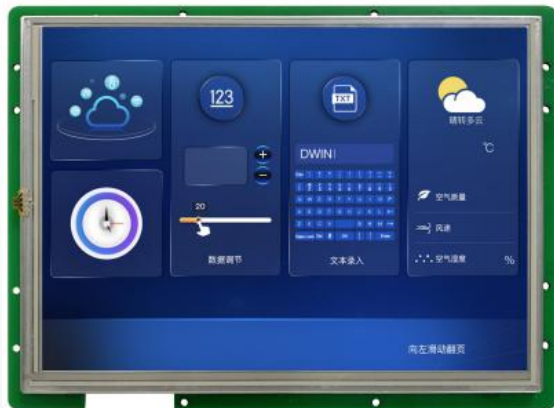 123
20
数据调节
TXT
DWIN
文本录入
晴转多云
℃
空气质量
风速
空气湿度 %
向左滑动翻页